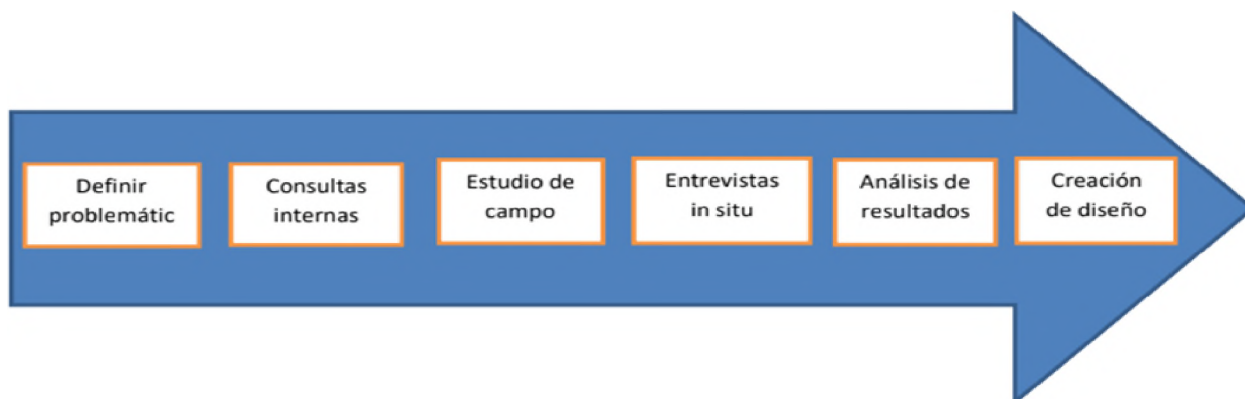 Definir
problemátic
Consultas
internas
Estudio de
campo
Entrevistas
in situ
Análisis de
resultados
Creación
de diseño